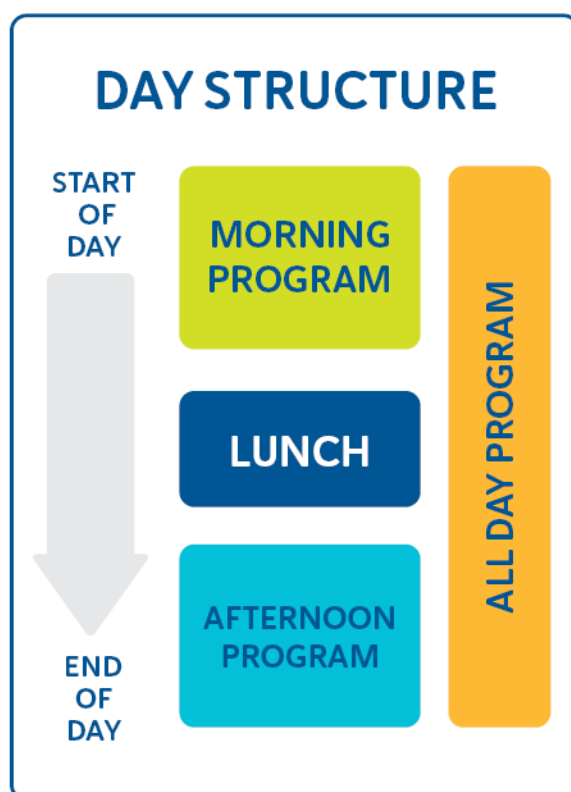 DAY STRUCTURE
START
OF
DAY
MORNING
PROGRAM
LUNCH
AFTERNOON
PROGRAM
END
OF
DAY
ALL DAY PROGRAM